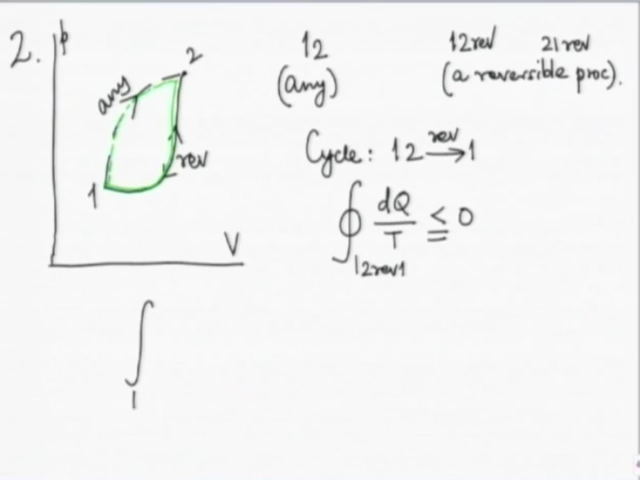 2.
p
2
any
rev
1
V
12
(any)
12rev 21rev
(a reversible proc).
Cycle: 12 rev→ 1
∮ dQ/T ≤ 0
12rev1
∫
1